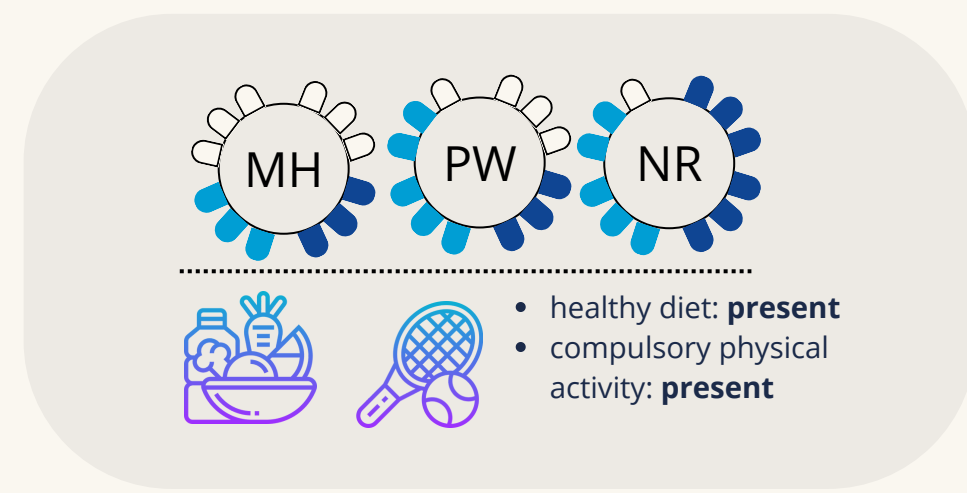 MH PW NR
• healthy diet: present
• compulsory physical
activity: present